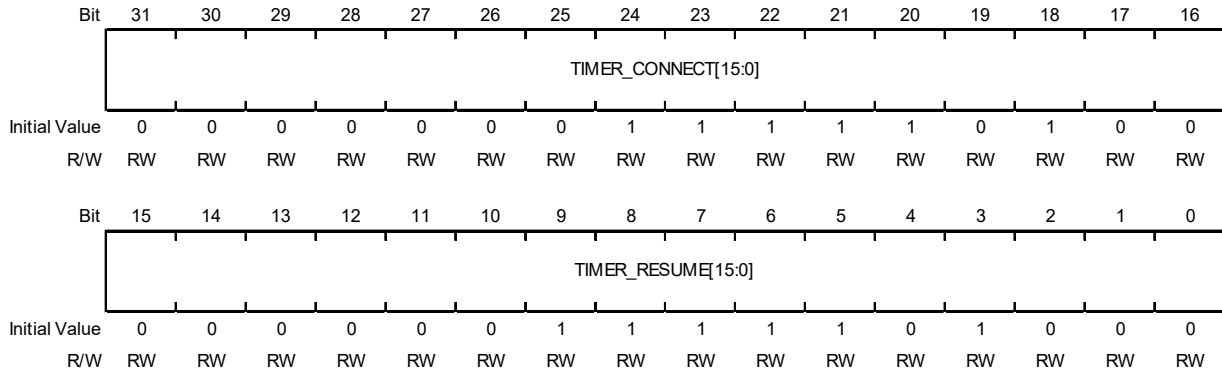 Bit 31 30 29 28 27 26 25 24 23 22 21 20 19 18 17 16
TIMER_CONNECT[15:0]
Initial Value 0 0 0 0 0 0 0 1 1 1 1 1 0 1 0 0
R/W RW RW RW RW RW RW RW RW RW RW RW RW RW RW RW RW
Bit 15 14 13 12 11 10 9 8 7 6 5 4 3 2 1 0
TIMER_RESUME[15:0]
Initial Value 0 0 0 0 0 0 1 1 1 1 1 0 1 0 0 0
R/W RW RW RW RW RW RW RW RW RW RW RW RW RW RW RW RW